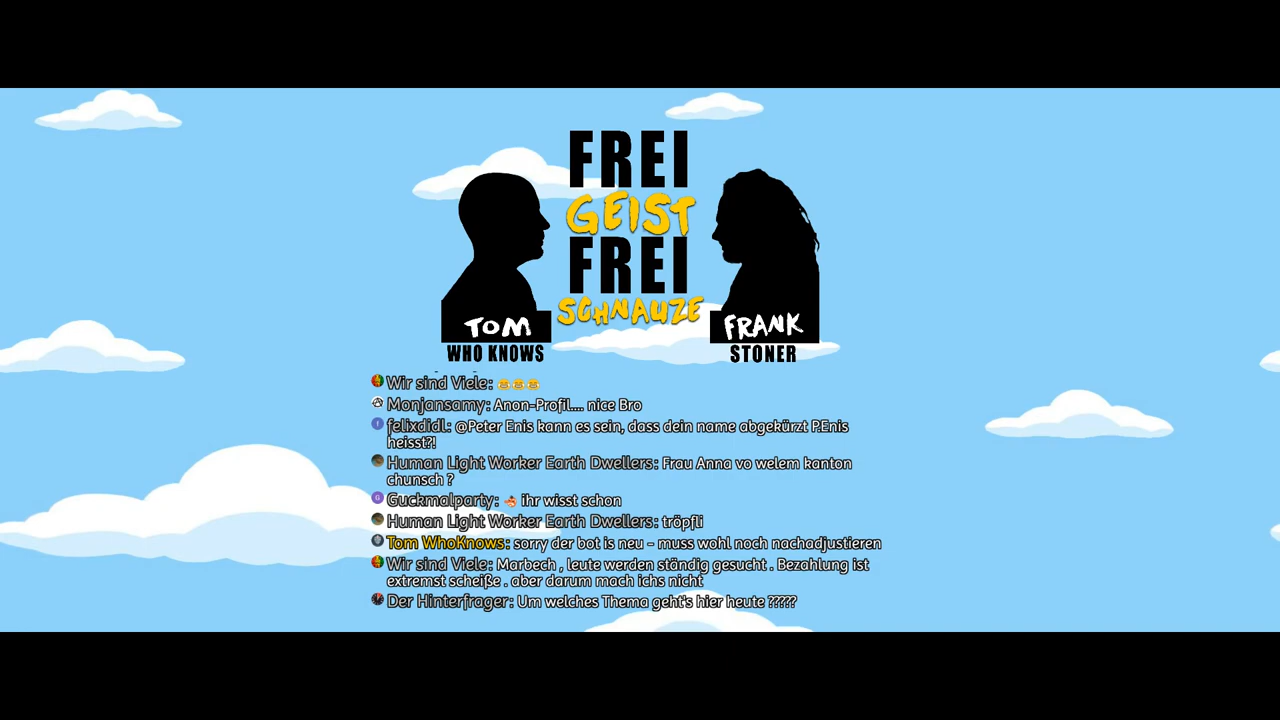 FREI
GEIST
FREI
SCHNAUZE
TOM
WHO KNOWS
FRANK
STONER
Wir sind Viele: 😂😂😂
Monjansamy: Anon-Profil.... nice Bro
felixdidl: @Peter Enis kann es sein, dass dein name abgekürzt P.Enis
heisst?!
Human Light Worker Earth Dwellers: Frau Anna vo welem kanton
chunsch ?
Guckmalparty: ihr wisst schon
Human Light Worker Earth Dwellers: tröpfli
Tom WhoKnows: sorry der bot is neu - muss wohl noch nachadjustieren
Wir sind Viele: Marbech , leute werden ständig gesucht . Bezahlung ist
extremst scheiße . aber darum mach ichs nicht
Der Hinterfrager: Um welches Thema geht's hier heute ?????